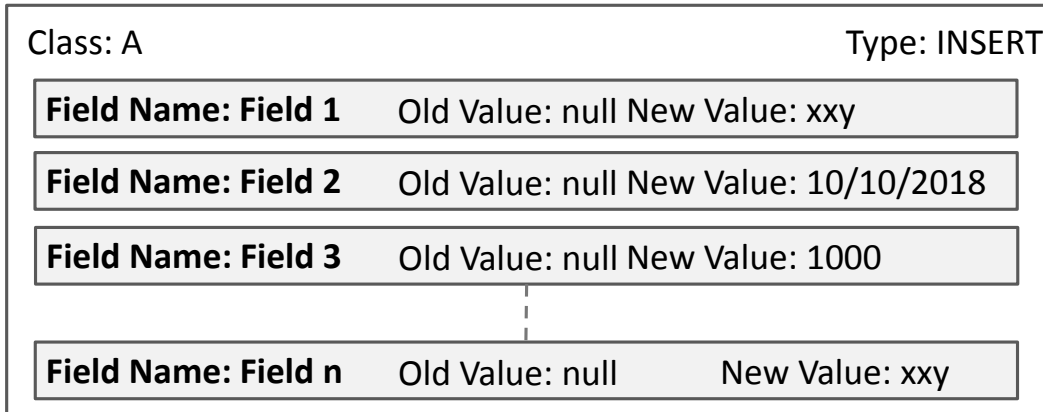 Class: A Type: INSERT
Field Name: Field 1 Old Value: null New Value: xxy
Field Name: Field 2 Old Value: null New Value: 10/10/2018
Field Name: Field 3 Old Value: null New Value: 1000
Field Name: Field n Old Value: null New Value: xxy